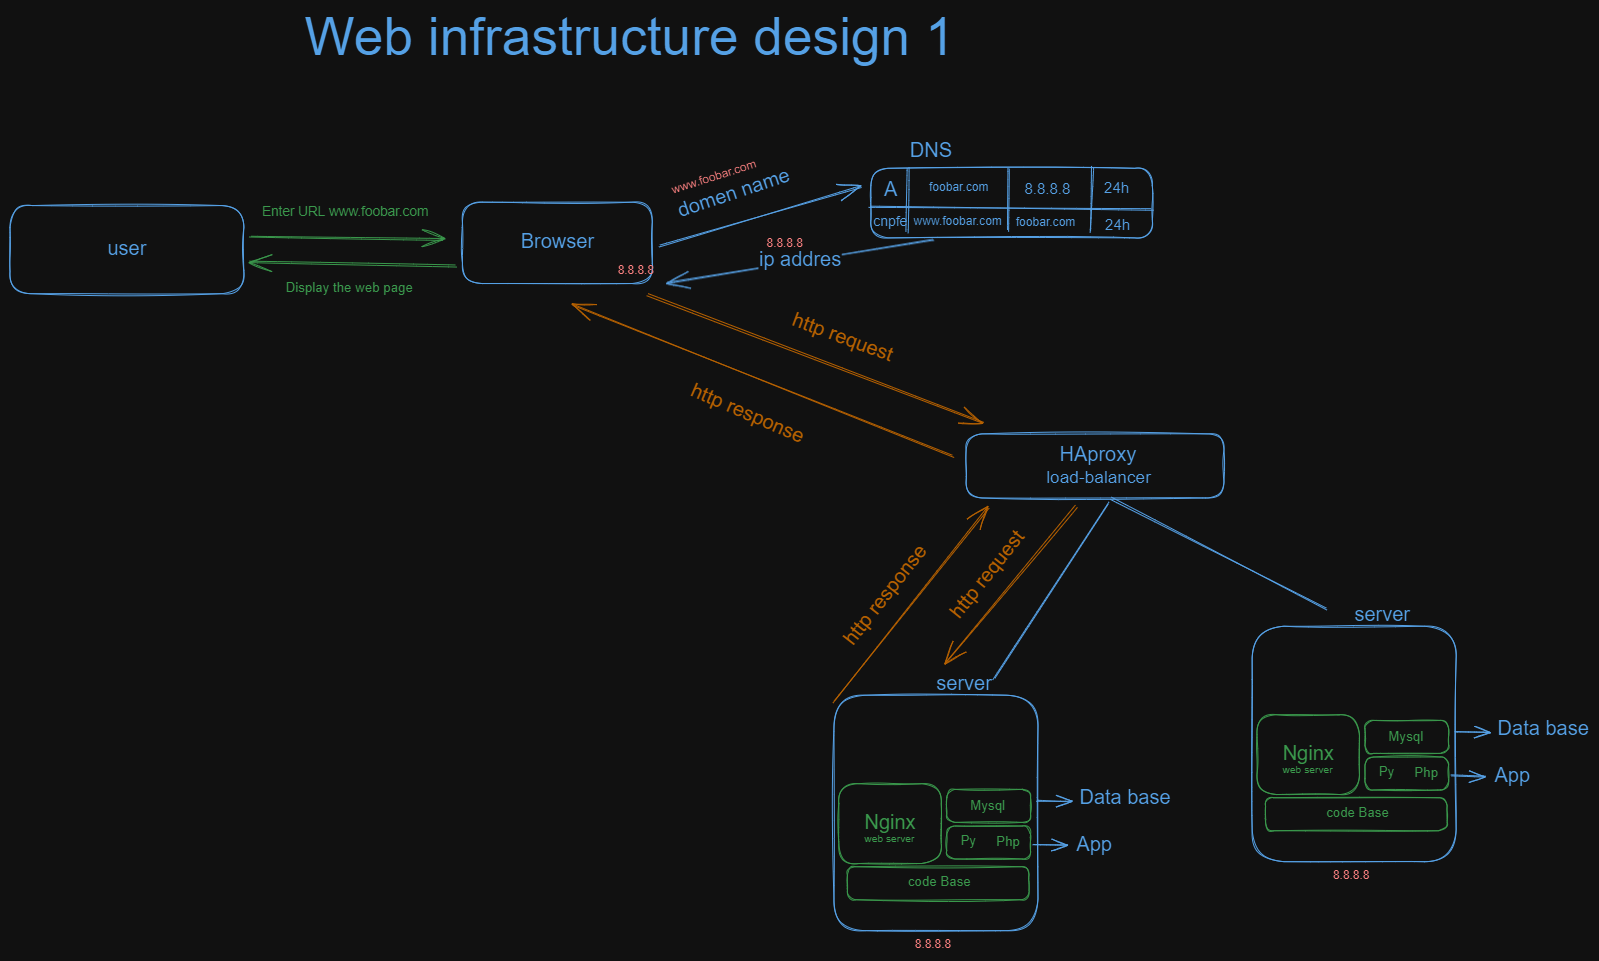 Web infrastructure design 1
user
Enter URL www.foobar.com
Display the web page
Browser
8.8.8.8
www.foobar.com
domen name
8.8.8.8
ip addres
DNS
A foobar.com 8.8.8.8 24h
cnpfe www.foobar.com foobar.com 24h
http request
http response
HAproxy
load-balancer
http response
http request
server
Nginx
web server
Mysql
Py Php
code Base
Data base
App
8.8.8.8
server
Nginx
web server
Mysql
Py Php
code Base
Data base
App
8.8.8.8